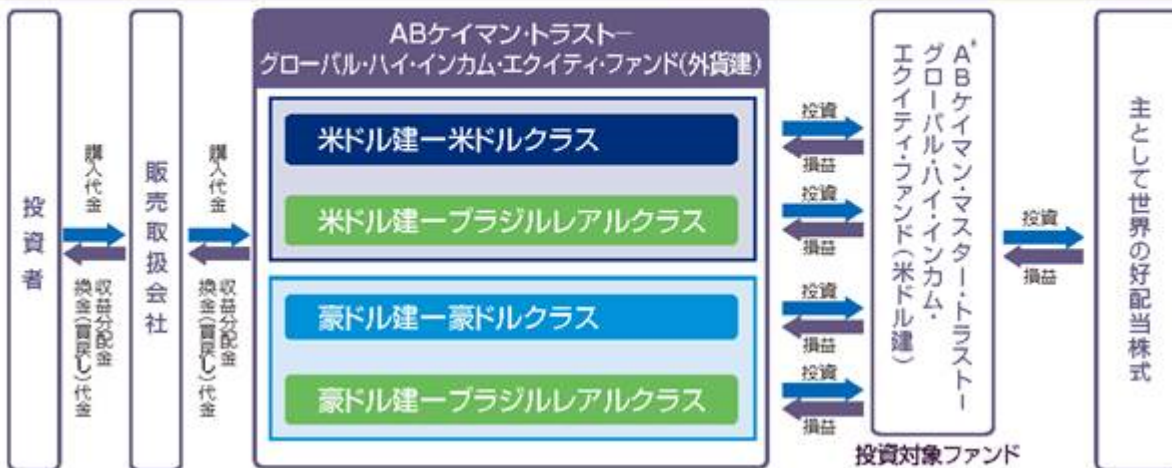 投資者
購入代金
収益分配金
換金(買戻し)代金
販売取扱会社
購入代金
収益分配金
換金(買戻し)代金
ABケイマン・トラスト－
グローバル・ハイ・インカム・エクイティ・ファンド(外貨建)
米ドル建－米ドルクラス
米ドル建－ブラジルレアルクラス
豪ドル建－豪ドルクラス
豪ドル建－ブラジルレアルクラス
投資
損益
投資
損益
投資
損益
投資
損益
ABケイマン・マスター・トラスト－
グローバル・ハイ・インカム・
エクイティ・ファンド(米ドル建)
投資対象ファンド
投資
損益
主として世界の好配当株式